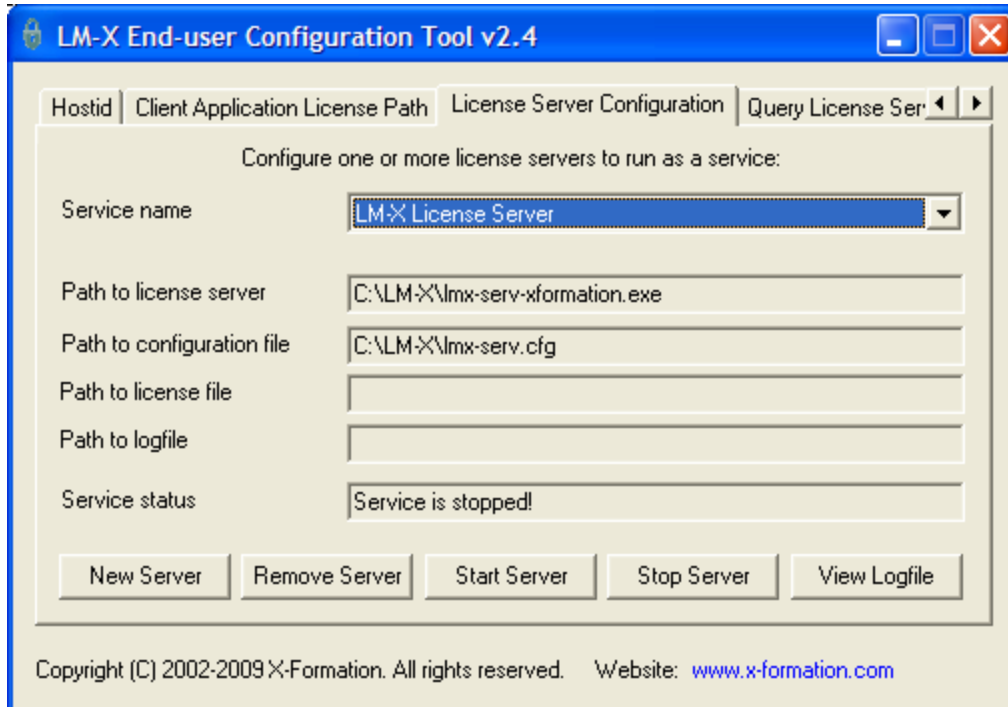 LM-X End-user Configuration Tool v2.4
Hostid Client Application License Path License Server Configuration Query License Ser
Configure one or more license servers to run as a service:
Service name LM-X License Server
Path to license server C:\LM-X\lmx-serv-xformation.exe
Path to configuration file C:\LM-X\lmx-serv.cfg
Path to license file
Path to logfile
Service status Service is stopped!
New Server Remove Server Start Server Stop Server View Logfile
Copyright (C) 2002-2009 X-Formation. All rights reserved. Website: www.x-formation.com